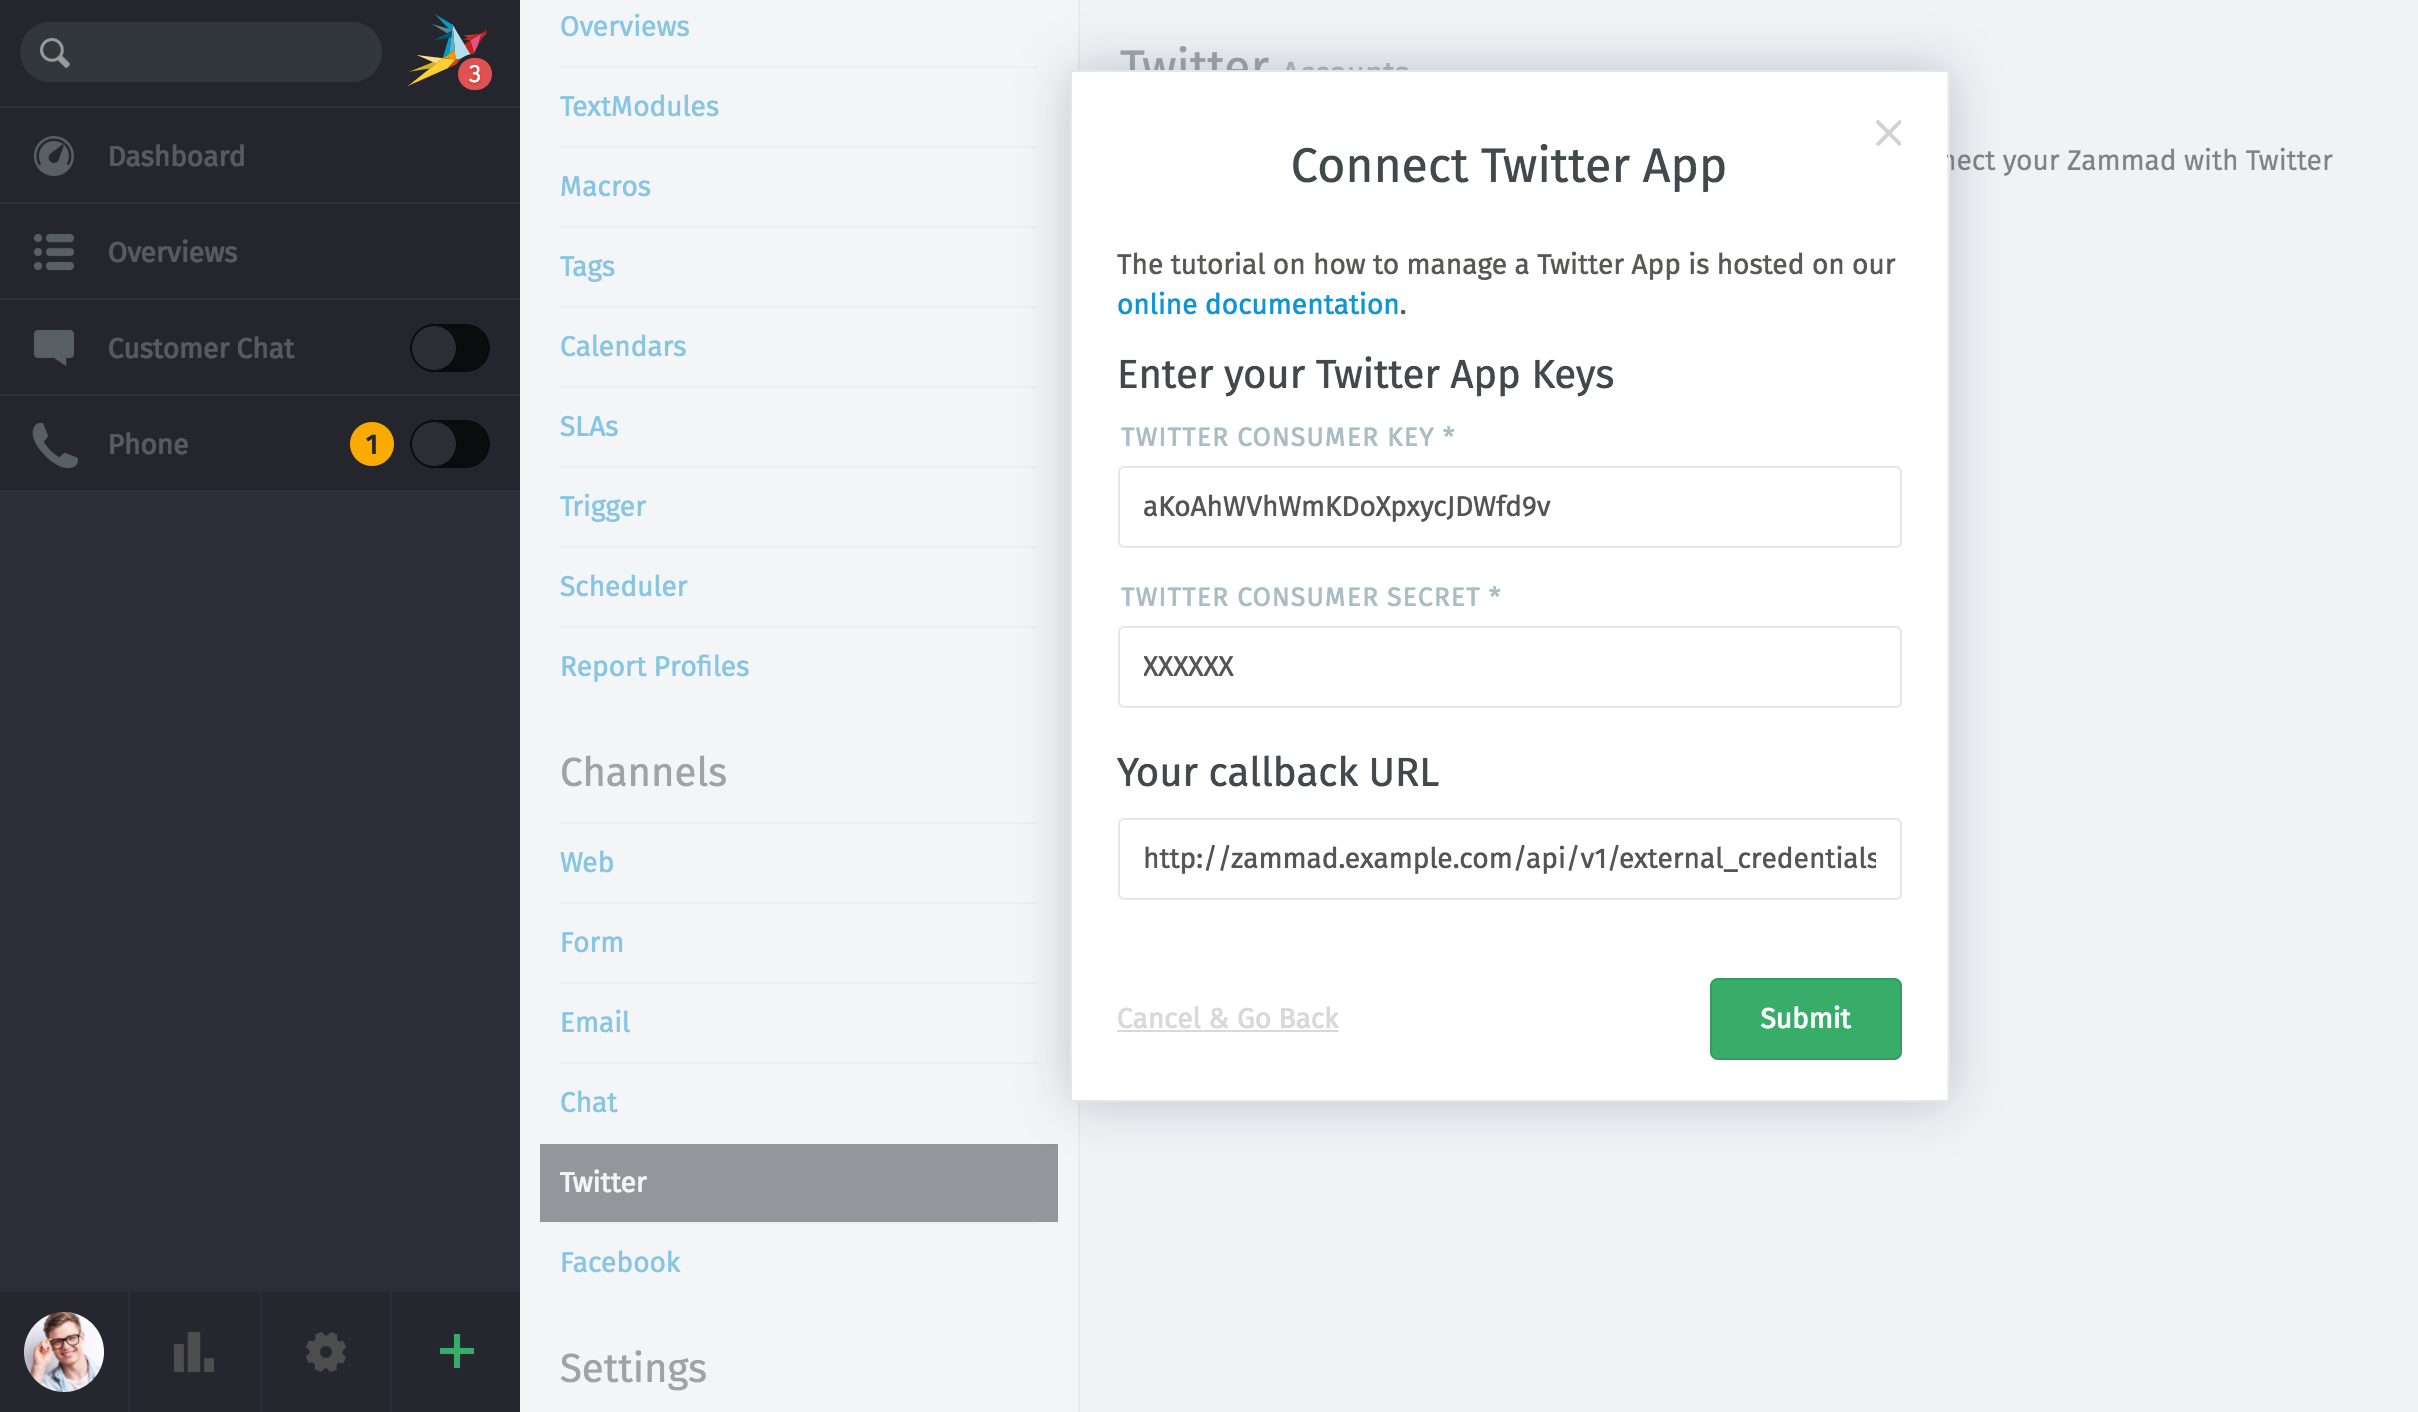 3
Dashboard
Overviews
Customer Chat
Phone
1
Overviews
TextModules
Macros
Tags
Calendars
SLAs
Trigger
Scheduler
Report Profiles
Channels
Web
Form
Email
Chat
Twitter
Facebook
Settings
Twitter Accounts
your Zammad with Twitter
Connect Twitter App
The tutorial on how to manage a Twitter App is hosted on our
online documentation.
Enter your Twitter App Keys
TWITTER CONSUMER KEY *
aKoAhWVhWmKDoXpxycJDWfd9v
TWITTER CONSUMER SECRET *
XXXXXX
Your callback URL
http://zammad.example.com/api/v1/external_credentials
Cancel & Go Back
Submit